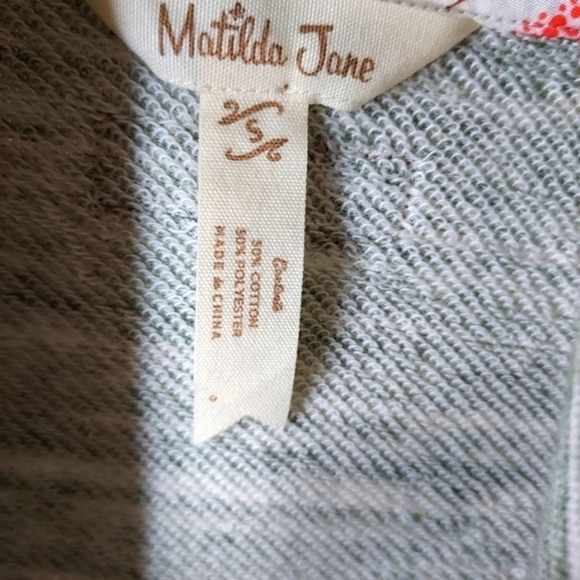 Matilda Jane
S
50% COTTON
50% POLYESTER
MADE IN CHINA